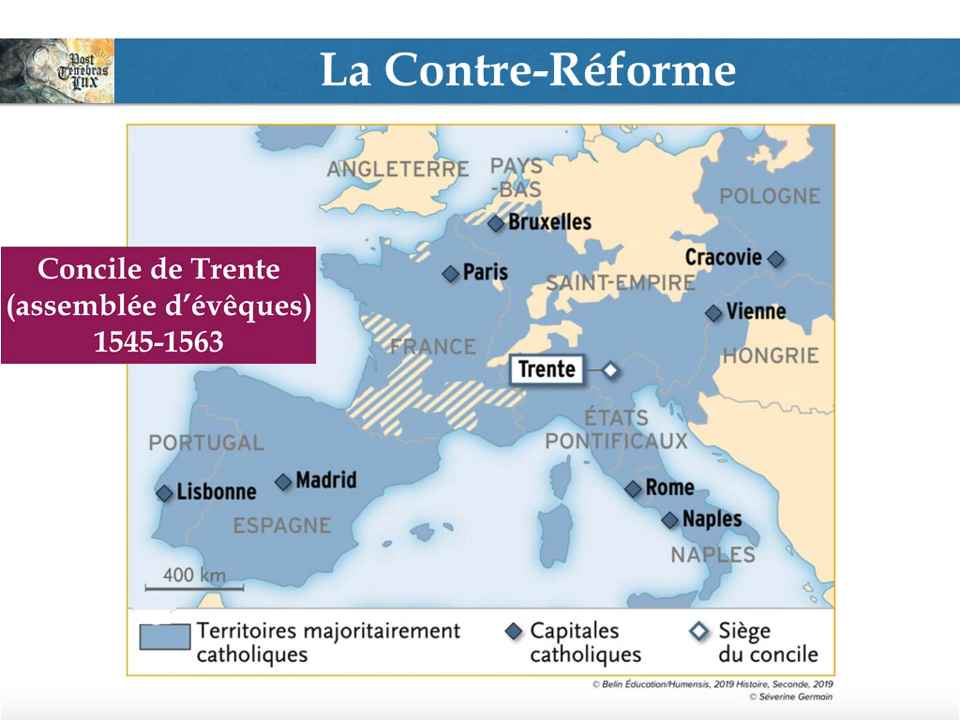 Post
Tenebras
Lux
La Contre-Réforme
Concile de Trente
(assemblée d’évêques)
1545-1563
ANGLETERRE
PAYS
-BAS
POLOGNE
Bruxelles
Cracovie
Paris
SAINT-EMPIRE
Vienne
FRANCE
HONGRIE
Trente
ÉTATS
PONTIFICAUX
PORTUGAL
Madrid
Lisbonne
Rome
ESPAGNE
Naples
NAPLES
400 km
Territoires majoritairement
catholiques
Capitales
catholiques
Siège
du concile
© Belin Éducation/Humensis, 2019 Histoire, Seconde, 2019
© Séverine Germain